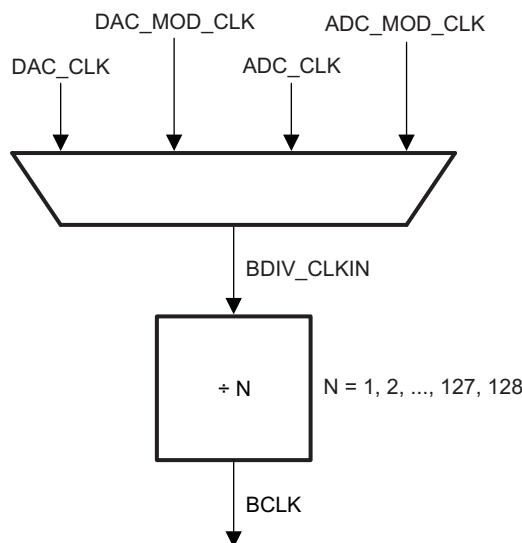 DAC_MOD_CLK
ADC_MOD_CLK
DAC_CLK
ADC_CLK
BDIV_CLKIN
÷ N
N = 1, 2, ..., 127, 128
BCLK